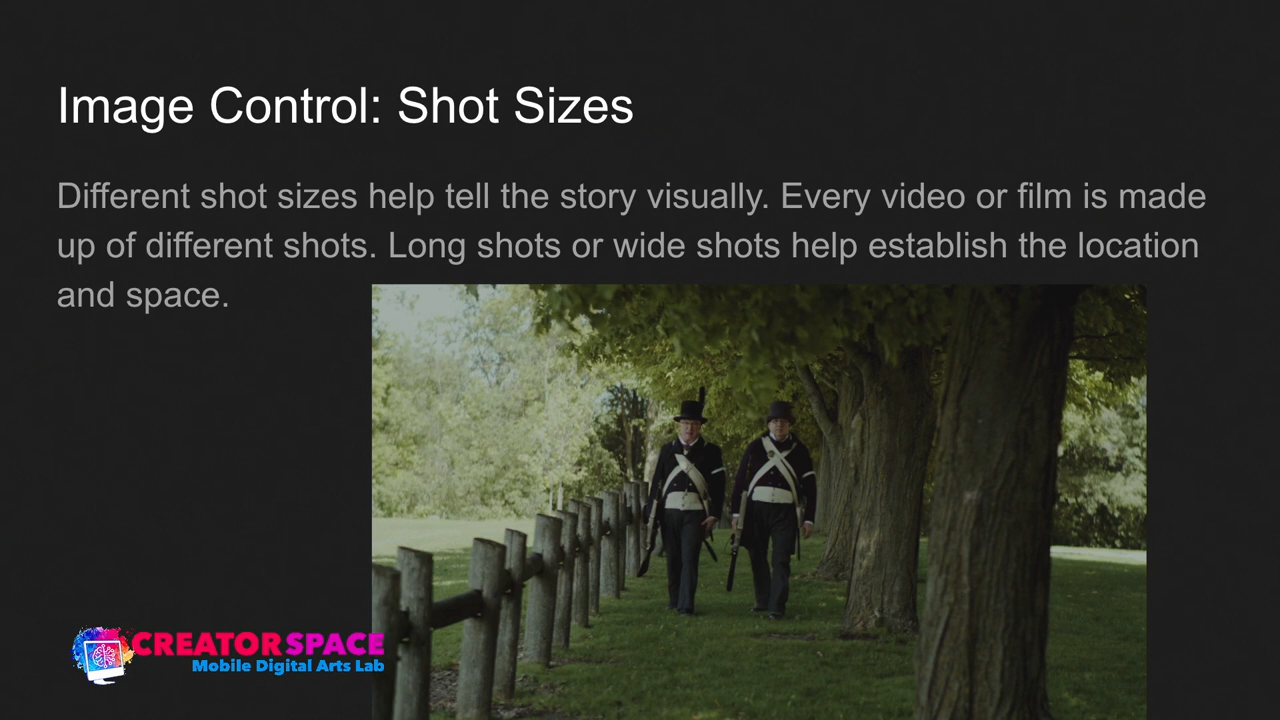 Image Control: Shot Sizes
Different shot sizes help tell the story visually. Every video or film is made
up of different shots. Long shots or wide shots help establish the location
and space.
CREATORSPACE
Mobile Digital Arts Lab